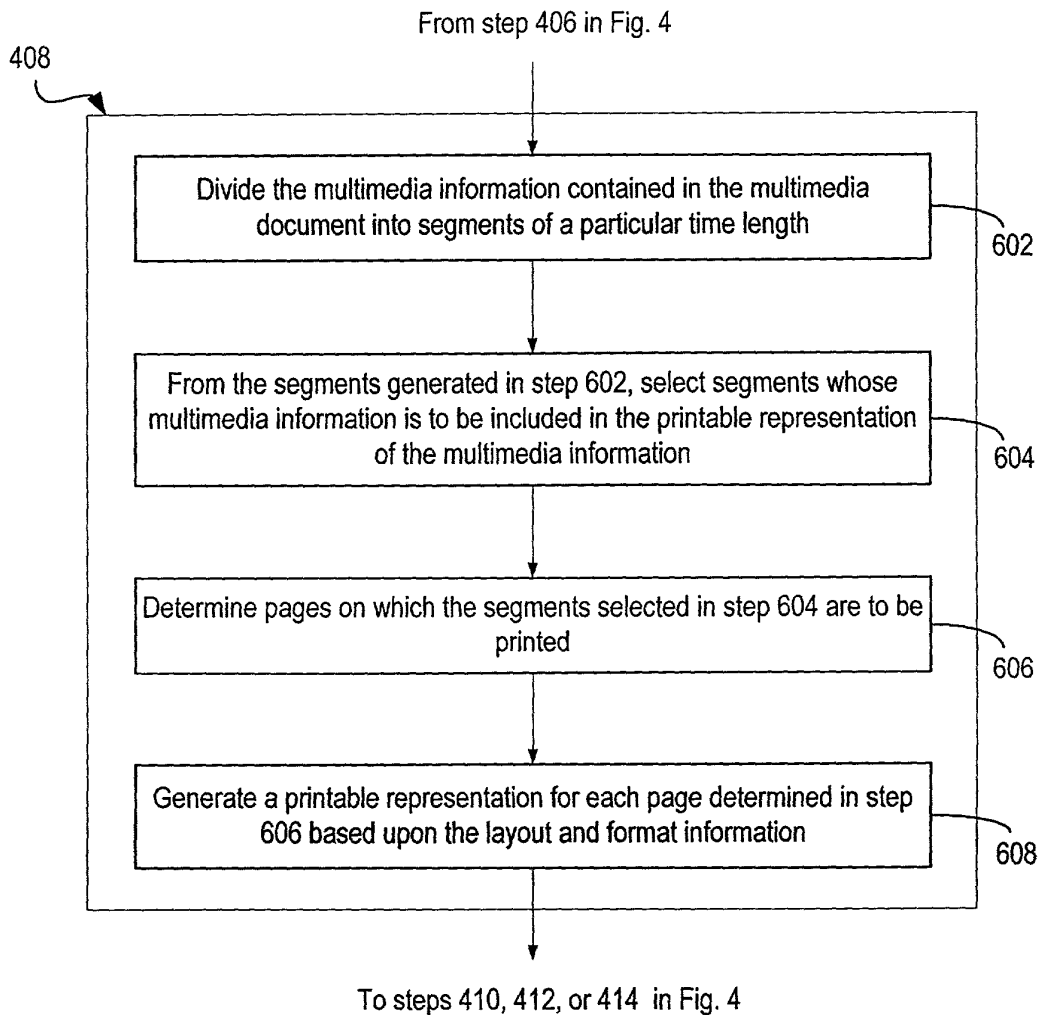 From step 406 in Fig. 4
408
Divide the multimedia information contained in the multimedia
document into segments of a particular time length
602
From the segments generated in step 602, select segments whose
multimedia information is to be included in the printable representation
of the multimedia information
604
Determine pages on which the segments selected in step 604 are to be
printed
606
Generate a printable representation for each page determined in step
606 based upon the layout and format information
608
To steps 410, 412, or 414 in Fig. 4